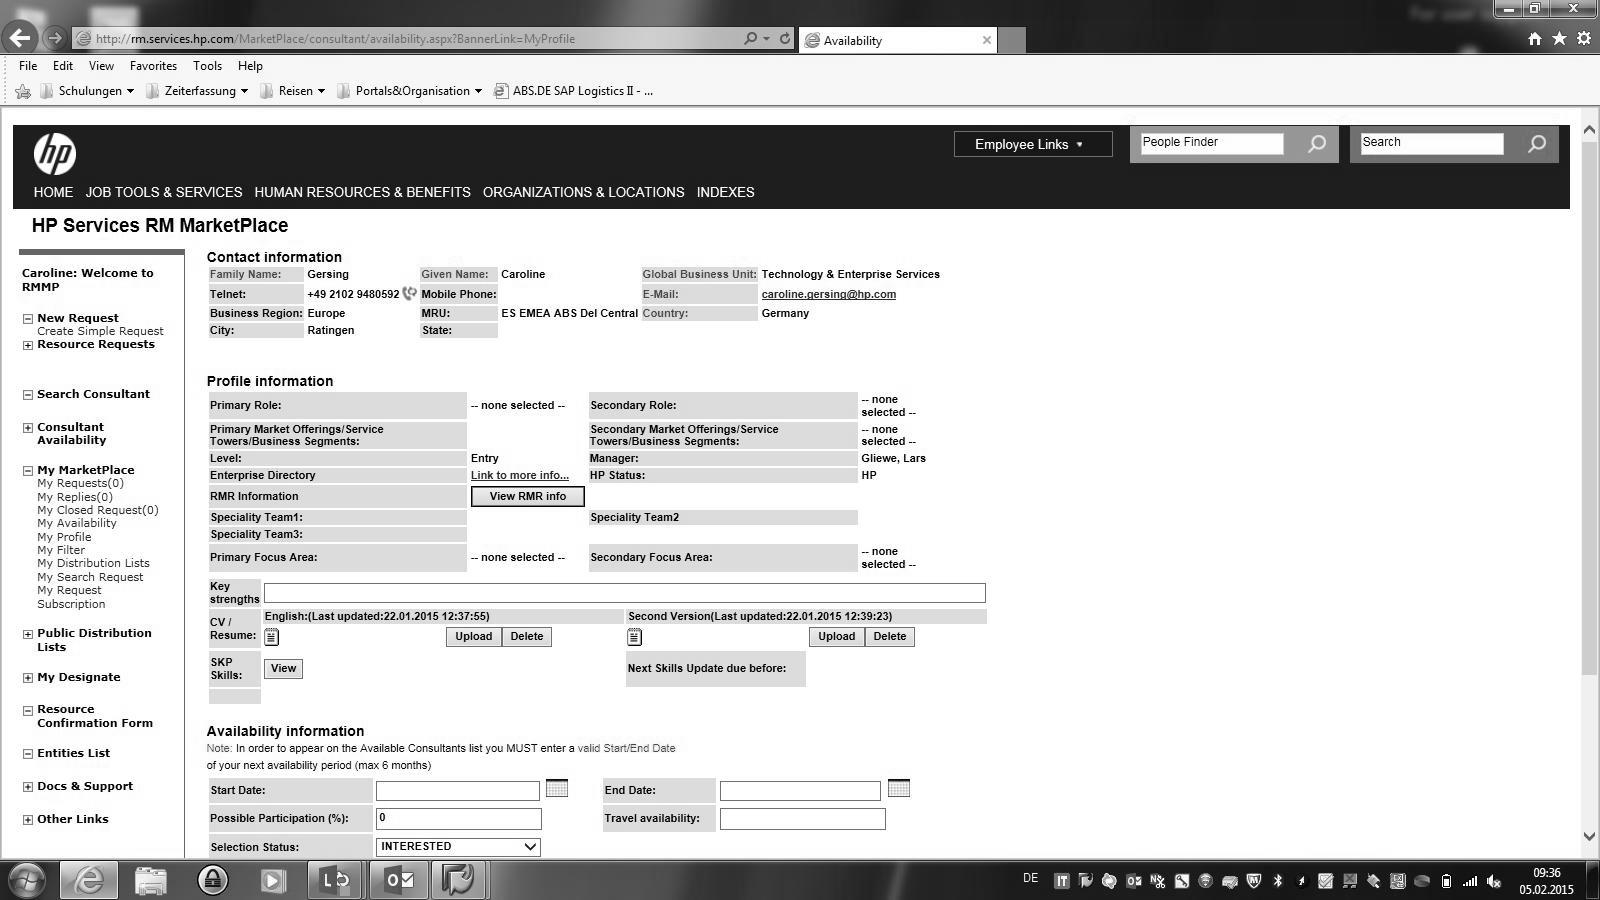 http://rm.services.hp.com/MarketPlace/consultant/availability.aspx?BannerLink=MyProfile
Availability
File Edit View Favorites Tools Help
Schulungen Zeiterfassung Reisen Portals&Organisation ABS.DE SAP Logistics II - ...
hp
Employee Links
People Finder
Search
HOME JOB TOOLS & SERVICES HUMAN RESOURCES & BENEFITS ORGANIZATIONS & LOCATIONS INDEXES
HP Services RM MarketPlace
Caroline: Welcome to
RMMP
New Request
Create Simple Request
Resource Requests
Search Consultant
Consultant
Availability
My MarketPlace
My Requests(0)
My Replies(0)
My Closed Request(0)
My Availability
My Profile
My Filter
My Distribution Lists
My Search Request
My Request
Subscription
Public Distribution
Lists
My Designate
Resource
Confirmation Form
Entities List
Docs & Support
Other Links
Contact information
Family Name: Gersing Given Name: Caroline Global Business Unit: Technology & Enterprise Services
Telnet: +49 2102 9480592 Mobile Phone: E-Mail: caroline.gersing@hp.com
Business Region: Europe MRU: ES EMEA ABS Del Central Country: Germany
City: Ratingen State:
Profile information
Primary Role: -- none selected -- Secondary Role: -- none
selected --
Primary Market Offerings/Service
Towers/Business Segments:
Secondary Market Offerings/Service
Towers/Business Segments:
-- none
selected --
Level: Entry Manager: Gliewe, Lars
Enterprise Directory Link to more info... HP Status: HP
RMR Information View RMR info
Speciality Team1: Speciality Team2
Speciality Team3:
Primary Focus Area: -- none selected -- Secondary Focus Area: -- none
selected --
Key
strengths
CV /
Resume:
English:(Last updated:22.01.2015 12:37:55) Second Version(Last updated:22.01.2015 12:39:23)
Upload Delete Upload Delete
SKP
Skills:
View Next Skills Update due before:
Availability information
Note: In order to appear on the Available Consultants list you MUST enter a valid Start/End Date
of your next availability period (max 6 months)
Start Date: End Date:
Possible Participation (%): 0 Travel availability:
Selection Status: INTERESTED
DE
09:36
05.02.2015